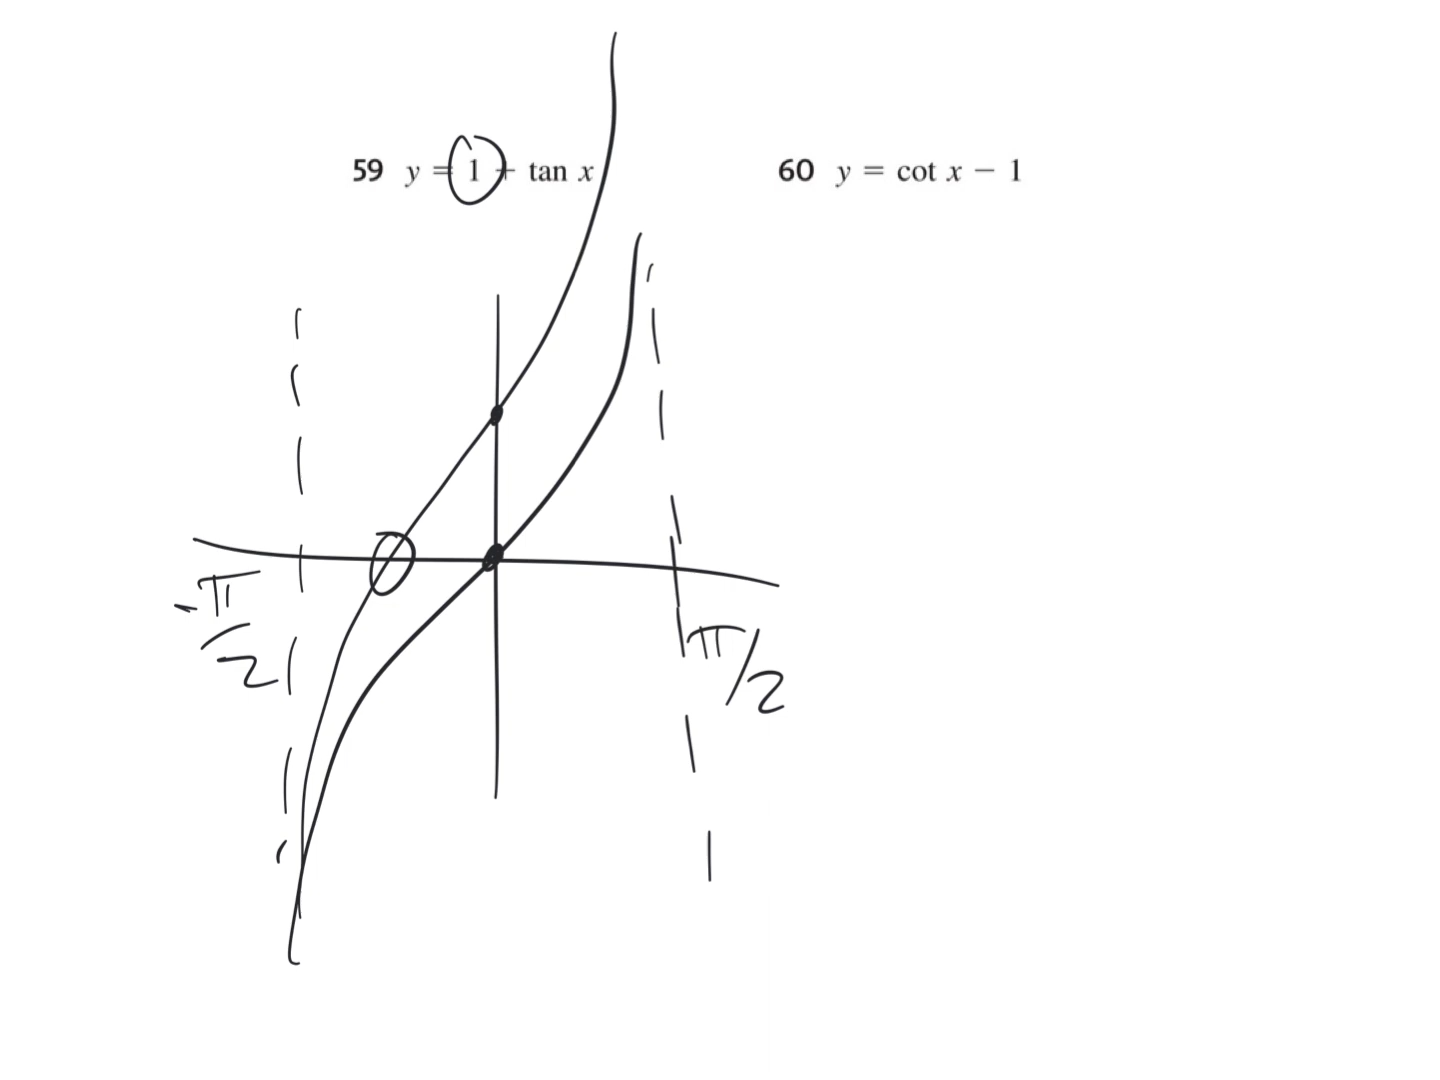 59 y = 1 + tan x
60 y = cot x − 1
-π/2
π/2